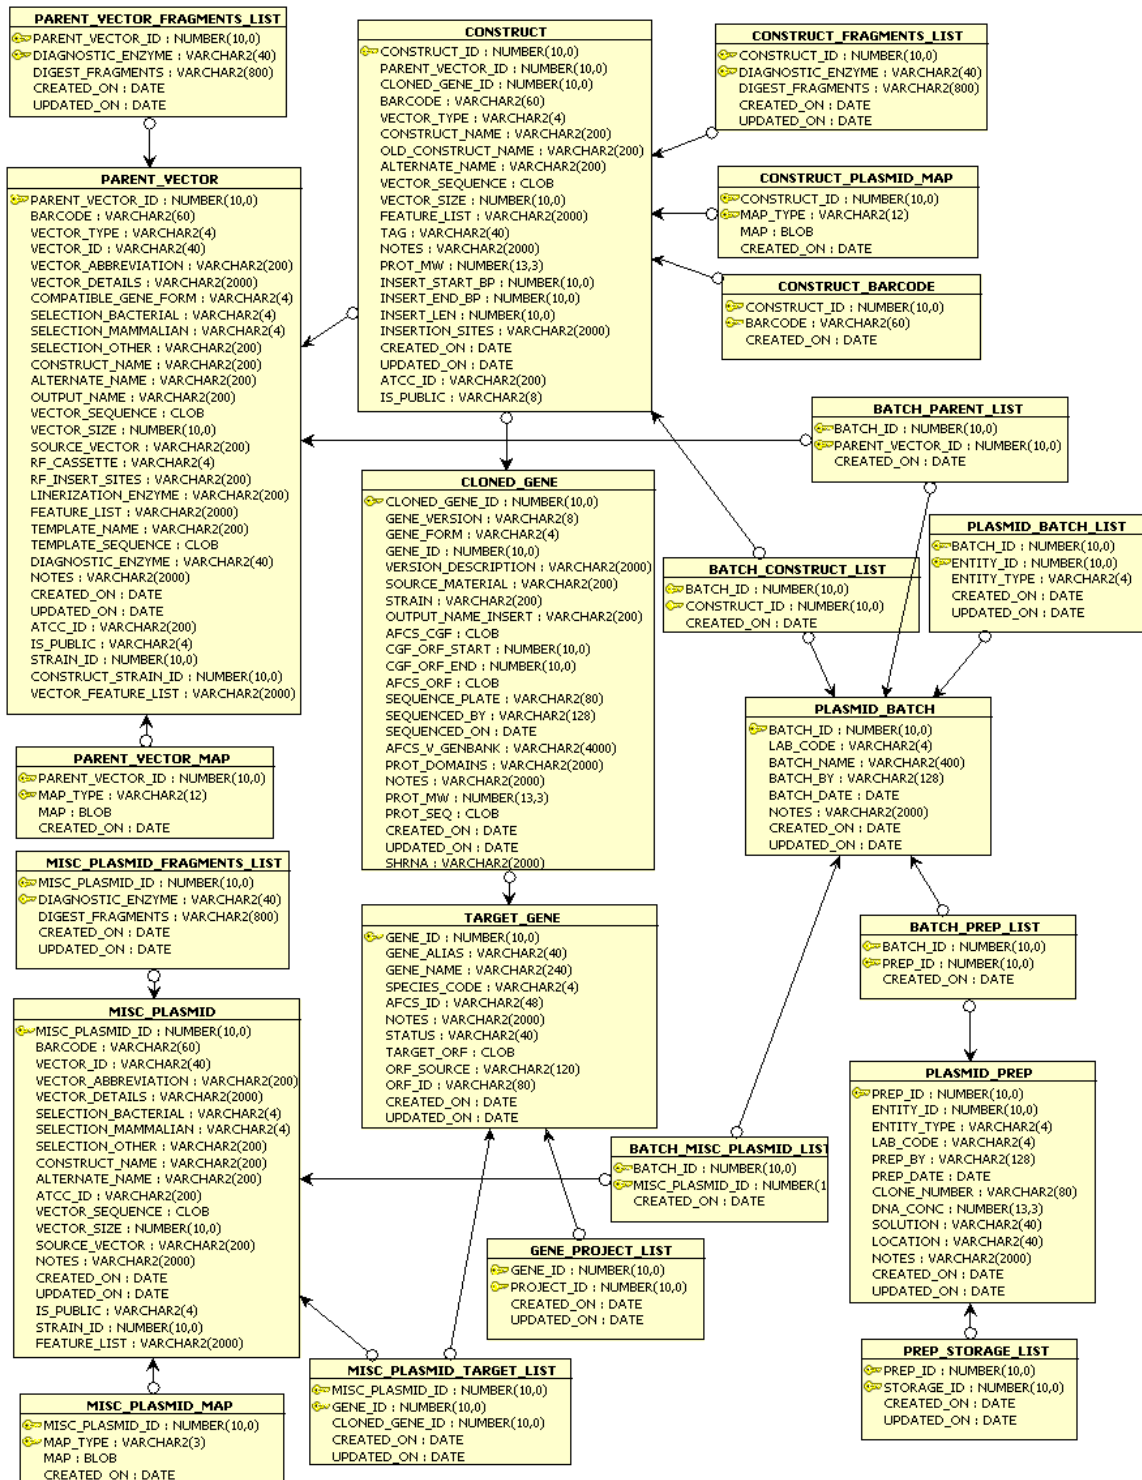 PARENT_VECTOR_FRAGMENTS_LIST
PARENT_VECTOR_ID : NUMBER(10,0)
DIAGNOSTIC_ENZYME : VARCHAR2(40)
DIGEST_FRAGMENTS : VARCHAR2(800)
CREATED_ON : DATE
UPDATED_ON : DATE
PARENT_VECTOR
PARENT_VECTOR_ID : NUMBER(10,0)
BARCODE : VARCHAR2(60)
VECTOR_TYPE : VARCHAR2(4)
VECTOR_ID : VARCHAR2(40)
VECTOR_ABBREVIATION : VARCHAR2(200)
VECTOR_DETAILS : VARCHAR2(2000)
COMPATIBLE_GENE_FORM : VARCHAR2(4)
SELECTION_BACTERIAL : VARCHAR2(4)
SELECTION_MAMMALIAN : VARCHAR2(4)
SELECTION_OTHER : VARCHAR2(200)
CONSTRUCT_NAME : VARCHAR2(200)
ALTERNATE_NAME : VARCHAR2(200)
OUTPUT_NAME : VARCHAR2(200)
VECTOR_SEQUENCE : CLOB
VECTOR_SIZE : NUMBER(10,0)
SOURCE_VECTOR : VARCHAR2(200)
RF_CASSETTE : VARCHAR2(4)
RF_INSERT_SITES : VARCHAR2(200)
LINERIZATION_ENZYME : VARCHAR2(200)
FEATURE_LIST : VARCHAR2(2000)
TEMPLATE_NAME : VARCHAR2(200)
TEMPLATE_SEQUENCE : CLOB
DIAGNOSTIC_ENZYME : VARCHAR2(40)
NOTES : VARCHAR2(2000)
CREATED_ON : DATE
UPDATED_ON : DATE
ATCC_ID : VARCHAR2(200)
IS_PUBLIC : VARCHAR2(4)
STRAIN_ID : NUMBER(10,0)
CONSTRUCT_STRAIN_ID : NUMBER(10,0)
VECTOR_FEATURE_LIST : VARCHAR2(2000)
PARENT_VECTOR_MAP
PARENT_VECTOR_ID : NUMBER(10,0)
MAP_TYPE : VARCHAR2(12)
MAP : BLOB
CREATED_ON : DATE
MISC_PLASMID_FRAGMENTS_LIST
MISC_PLASMID_ID : NUMBER(10,0)
DIAGNOSTIC_ENZYME : VARCHAR2(40)
DIGEST_FRAGMENTS : VARCHAR2(800)
CREATED_ON : DATE
UPDATED_ON : DATE
MISC_PLASMID
MISC_PLASMID_ID : NUMBER(10,0)
BARCODE : VARCHAR2(60)
VECTOR_ID : VARCHAR2(40)
VECTOR_ABBREVIATION : VARCHAR2(200)
VECTOR_DETAILS : VARCHAR2(2000)
SELECTION_BACTERIAL : VARCHAR2(4)
SELECTION_MAMMALIAN : VARCHAR2(4)
SELECTION_OTHER : VARCHAR2(200)
CONSTRUCT_NAME : VARCHAR2(200)
ALTERNATE_NAME : VARCHAR2(200)
ATCC_ID : VARCHAR2(200)
VECTOR_SEQUENCE : CLOB
VECTOR_SIZE : NUMBER(10,0)
SOURCE_VECTOR : VARCHAR2(200)
NOTES : VARCHAR2(2000)
CREATED_ON : DATE
UPDATED_ON : DATE
IS_PUBLIC : VARCHAR2(4)
STRAIN_ID : NUMBER(10,0)
FEATURE_LIST : VARCHAR2(2000)
MISC_PLASMID_MAP
MISC_PLASMID_ID : NUMBER(10,0)
MAP_TYPE : VARCHAR2(3)
MAP : BLOB
CREATED_ON : DATE
CONSTRUCT
CONSTRUCT_ID : NUMBER(10,0)
PARENT_VECTOR_ID : NUMBER(10,0)
CLONED_GENE_ID : NUMBER(10,0)
BARCODE : VARCHAR2(60)
VECTOR_TYPE : VARCHAR2(4)
CONSTRUCT_NAME : VARCHAR2(200)
OLD_CONSTRUCT_NAME : VARCHAR2(200)
ALTERNATE_NAME : VARCHAR2(200)
VECTOR_SEQUENCE : CLOB
VECTOR_SIZE : NUMBER(10,0)
FEATURE_LIST : VARCHAR2(2000)
TAG : VARCHAR2(40)
NOTES : VARCHAR2(2000)
PROT_MW : NUMBER(13,3)
INSERT_START_BP : NUMBER(10,0)
INSERT_END_BP : NUMBER(10,0)
INSERT_LEN : NUMBER(10,0)
INSERTION_SITES : VARCHAR2(2000)
CREATED_ON : DATE
UPDATED_ON : DATE
ATCC_ID : VARCHAR2(200)
IS_PUBLIC : VARCHAR2(8)
CLONED_GENE
CLONED_GENE_ID : NUMBER(10,0)
GENE_VERSION : VARCHAR2(8)
GENE_FORM : VARCHAR2(4)
GENE_ID : NUMBER(10,0)
VERSION_DESCRIPTION : VARCHAR2(2000)
SOURCE_MATERIAL : VARCHAR2(200)
STRAIN : VARCHAR2(200)
OUTPUT_NAME_INSERT : VARCHAR2(200)
AFCS_CGF : CLOB
CGF_ORF_START : NUMBER(10,0)
CGF_ORF_END : NUMBER(10,0)
AFCS_ORF : CLOB
SEQUENCE_PLATE : VARCHAR2(80)
SEQUENCED_BY : VARCHAR2(128)
SEQUENCED_ON : DATE
AFCS_V_GENBANK : VARCHAR2(4000)
PROT_DOMAINS : VARCHAR2(2000)
NOTES : VARCHAR2(2000)
PROT_MW : NUMBER(13,3)
PROT_SEQ : CLOB
CREATED_ON : DATE
UPDATED_ON : DATE
SHRNA : VARCHAR2(2000)
TARGET_GENE
GENE_ID : NUMBER(10,0)
GENE_ALIAS : VARCHAR2(40)
GENE_NAME : VARCHAR2(240)
SPECIES_CODE : VARCHAR2(4)
AFCS_ID : VARCHAR2(48)
NOTES : VARCHAR2(2000)
STATUS : VARCHAR2(40)
TARGET_ORF : CLOB
ORF_SOURCE : VARCHAR2(120)
ORF_ID : VARCHAR2(80)
CREATED_ON : DATE
UPDATED_ON : DATE
GENE_PROJECT_LIST
GENE_ID : NUMBER(10,0)
PROJECT_ID : NUMBER(10,0)
CREATED_ON : DATE
UPDATED_ON : DATE
MISC_PLASMID_TARGET_LIST
MISC_PLASMID_ID : NUMBER(10,0)
GENE_ID : NUMBER(10,0)
CLONED_GENE_ID : NUMBER(10,0)
CREATED_ON : DATE
UPDATED_ON : DATE
CONSTRUCT_FRAGMENTS_LIST
CONSTRUCT_ID : NUMBER(10,0)
DIAGNOSTIC_ENZYME : VARCHAR2(40)
DIGEST_FRAGMENTS : VARCHAR2(800)
CREATED_ON : DATE
UPDATED_ON : DATE
CONSTRUCT_PLASMID_MAP
CONSTRUCT_ID : NUMBER(10,0)
MAP_TYPE : VARCHAR2(12)
MAP : BLOB
CREATED_ON : DATE
CONSTRUCT_BARCODE
CONSTRUCT_ID : NUMBER(10,0)
BARCODE : VARCHAR2(60)
CREATED_ON : DATE
BATCH_PARENT_LIST
BATCH_ID : NUMBER(10,0)
PARENT_VECTOR_ID : NUMBER(10,0)
CREATED_ON : DATE
PLASMID_BATCH_LIST
BATCH_ID : NUMBER(10,0)
ENTITY_ID : NUMBER(10,0)
ENTITY_TYPE : VARCHAR2(4)
CREATED_ON : DATE
UPDATED_ON : DATE
BATCH_CONSTRUCT_LIST
BATCH_ID : NUMBER(10,0)
CONSTRUCT_ID : NUMBER(10,0)
CREATED_ON : DATE
PLASMID_BATCH
BATCH_ID : NUMBER(10,0)
LAB_CODE : VARCHAR2(4)
BATCH_NAME : VARCHAR2(400)
BATCH_BY : VARCHAR2(128)
BATCH_DATE : DATE
NOTES : VARCHAR2(2000)
CREATED_ON : DATE
UPDATED_ON : DATE
BATCH_PREP_LIST
BATCH_ID : NUMBER(10,0)
PREP_ID : NUMBER(10,0)
CREATED_ON : DATE
PLASMID_PREP
PREP_ID : NUMBER(10,0)
ENTITY_ID : NUMBER(10,0)
ENTITY_TYPE : VARCHAR2(4)
LAB_CODE : VARCHAR2(4)
PREP_BY : VARCHAR2(128)
PREP_DATE : DATE
CLONE_NUMBER : VARCHAR2(80)
DNA_CONC : NUMBER(13,3)
SOLUTION : VARCHAR2(40)
LOCATION : VARCHAR2(40)
NOTES : VARCHAR2(2000)
CREATED_ON : DATE
UPDATED_ON : DATE
BATCH_MISC_PLASMID_LIST
BATCH_ID : NUMBER(10,0)
MISC_PLASMID_ID : NUMBER(1
CREATED_ON : DATE
PREP_STORAGE_LIST
PREP_ID : NUMBER(10,0)
STORAGE_ID : NUMBER(10,0)
CREATED_ON : DATE
UPDATED_ON : DATE